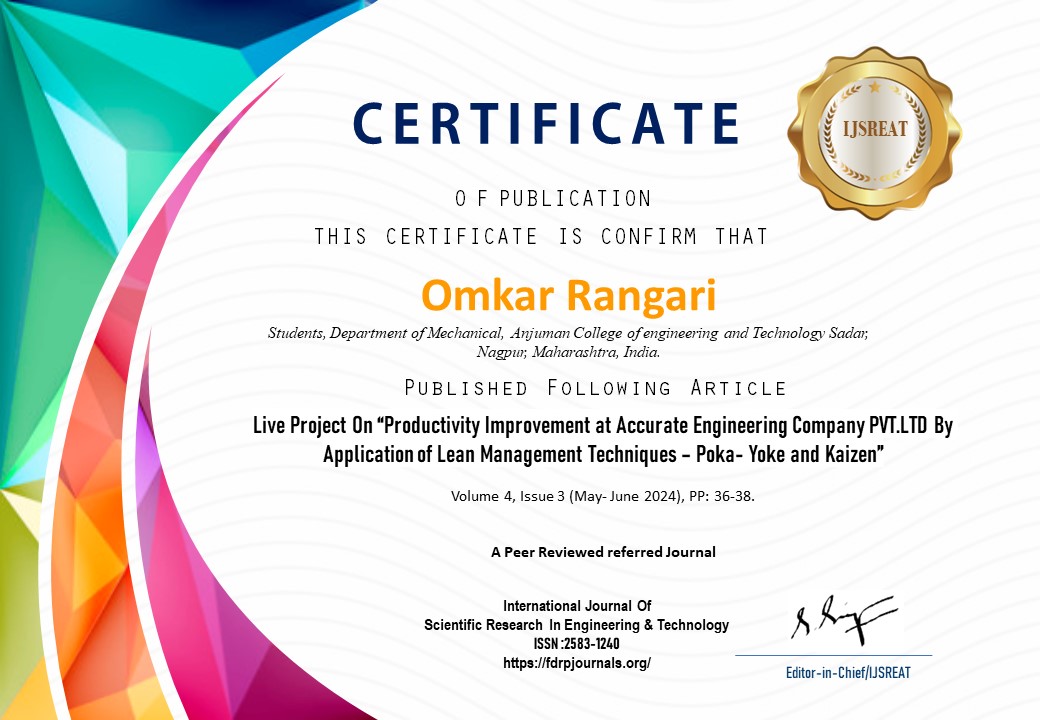 CERTIFICATE
IJSREAT
O F PUBLICATION
THIS CERTIFICATE IS CONFIRM THAT
Omkar Rangari
Students, Department of Mechanical, Anjuman College of engineering and Technology Sadar,
Nagpur, Maharashtra, India.
PUBLISHED FOLLOWING ARTICLE
Live Project On “Productivity Improvement at Accurate Engineering Company PVT.LTD By
Application of Lean Management Techniques – Poka- Yoke and Kaizen”
Volume 4, Issue 3 (May- June 2024), PP: 36-38.
A Peer Reviewed referred Journal
International Journal Of
Scientific Research In Engineering & Technology
ISSN :2583-1240
https://fdrpjournals.org/
Editor-in-Chief/IJSREAT